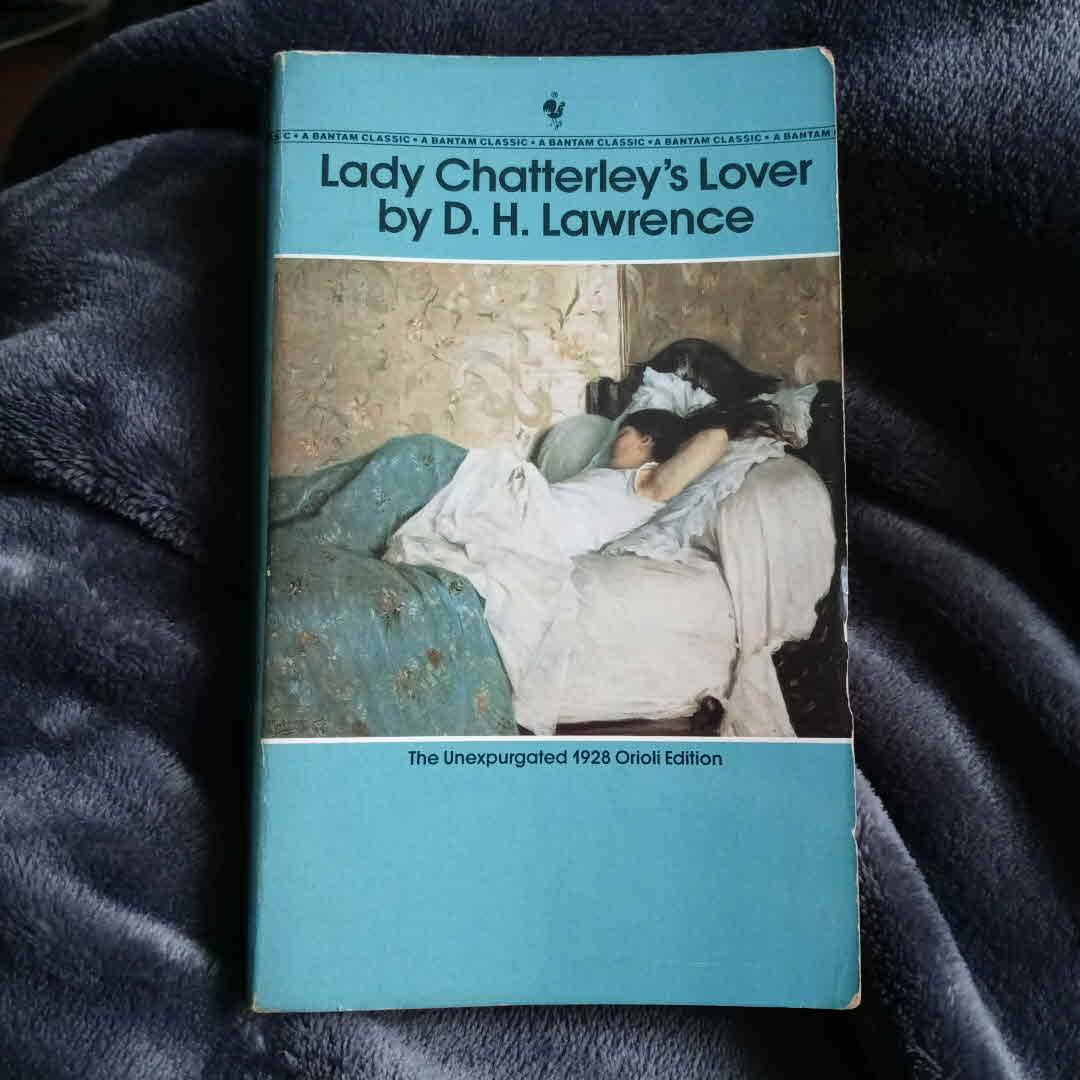 SIC • A BANTAM CLASSIC • A BANTAM CLASSIC • A BANTAM CLASSIC • A BANTAM CLASSIC • A BANTAM
Lady Chatterley's Lover
by D. H. Lawrence
The Unexpurgated 1928 Orioli Edition